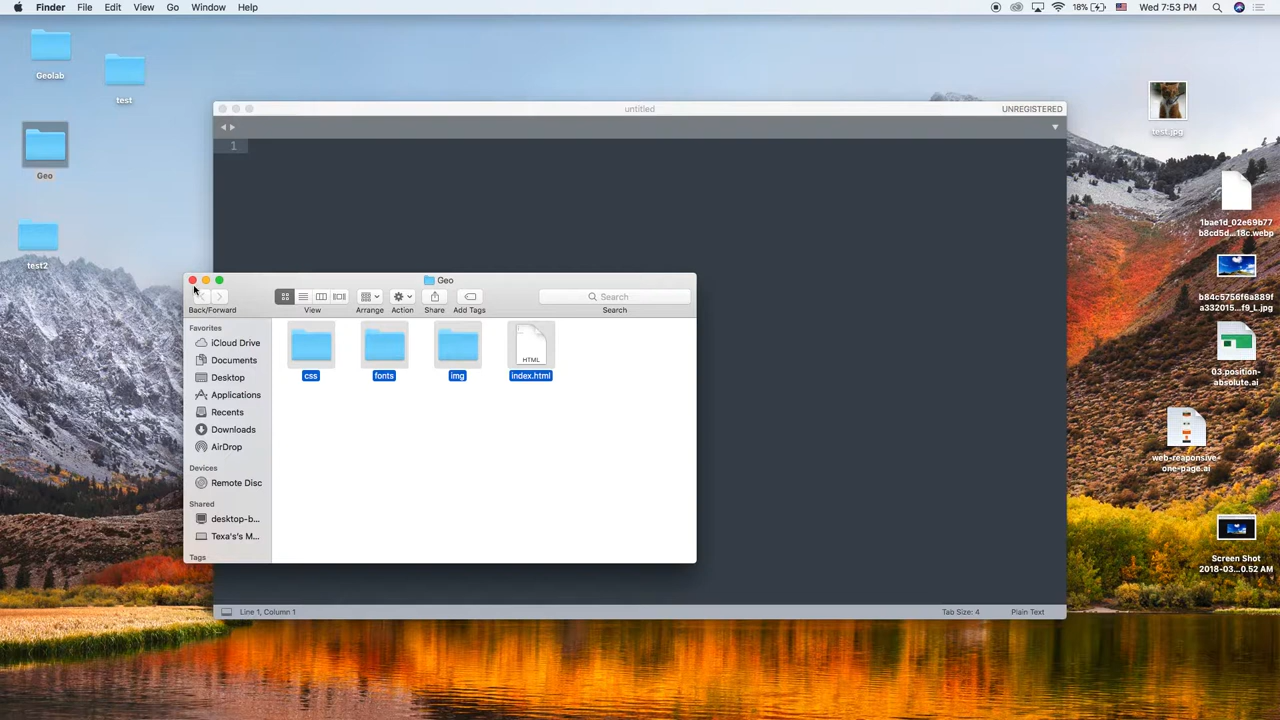 Finder File Edit View Go Window Help
18% Wed 7:53 PM
Geolab
test
Geo
test2
untitled
UNREGISTERED
1
Geo
Back/Forward
View
Arrange
Action
Share
Add Tags
Search
Search
Favorites
iCloud Drive
Documents
Desktop
Applications
Recents
Downloads
AirDrop
Devices
Remote Disc
Shared
desktop-b...
Texa's's M...
Tags
HTML
css
fonts
img
index.html
Line 1, Column 1
Tab Size: 4
Plain Text
test.jpg
1bae1d_02e69b77
b8cd5d...18c.webp
b84c5756f6a889f
a332015...f9_L.jpg
03.position-
absolute.ai
web-reaponsive-
one-page.ai
Screen Shot
2018-03...0.52 AM